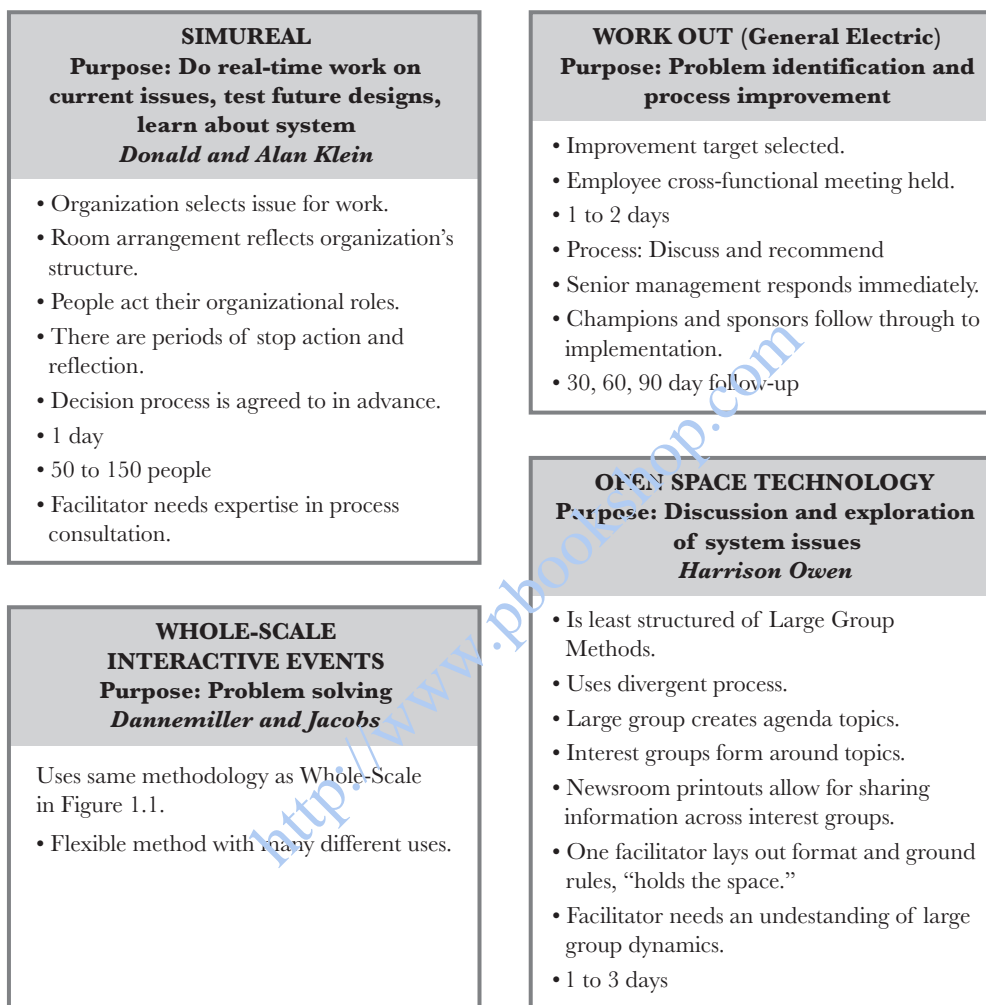 SIMUREAL
Purpose: Do real-time work on
current issues, test future designs,
learn about system
Donald and Alan Klein
• Organization selects issue for work.
• Room arrangement reflects organization's
structure.
• People act their organizational roles.
• There are periods of stop action and
reflection.
• Decision process is agreed to in advance.
• 1 day
• 50 to 150 people
• Facilitator needs expertise in process
consultation.
WHOLE-SCALE
INTERACTIVE EVENTS
Purpose: Problem solving
Dannemiller and Jacobs
Uses same methodology as Whole-Scale
in Figure 1.1.
• Flexible method with many different uses.
WORK OUT (General Electric)
Purpose: Problem identification and
process improvement
• Improvement target selected.
• Employee cross-functional meeting held.
• 1 to 2 days
• Process: Discuss and recommend
• Senior management responds immediately.
• Champions and sponsors follow through to
implementation.
• 30, 60, 90 day follow-up
OPEN SPACE TECHNOLOGY
Purpose: Discussion and exploration
of system issues
Harrison Owen
• Is least structured of Large Group
Methods.
• Uses divergent process.
• Large group creates agenda topics.
• Interest groups form around topics.
• Newsroom printouts allow for sharing
information across interest groups.
• One facilitator lays out format and ground
rules, “holds the space.”
• Facilitator needs an undestanding of large
group dynamics.
• 1 to 3 days
http://www.pbookshop.com